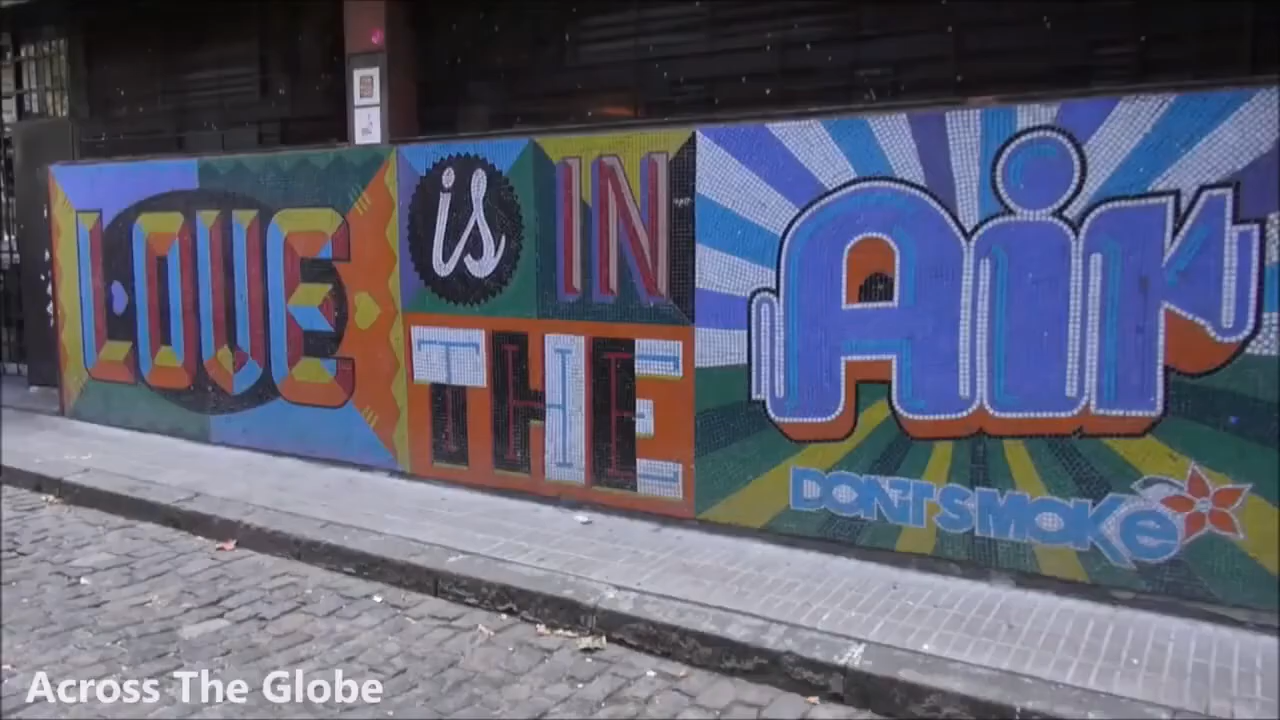 LOVE is IN
THE
AiR
DON'T SMOKe
Across The Globe